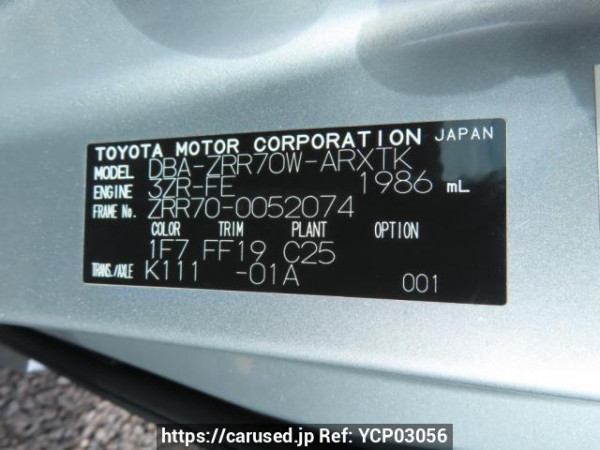 TOYOTA MOTOR CORPORATION JAPAN
MODEL DBA-ZRR70W-ARXTK
ENGINE 3ZR-FE 1986 mL
FRAME No. ZRR70-0052074
COLOR TRIM PLANT OPTION
1F7 FF19 C25
TRANS./AXLE K111 -01A 001
https://carused.jp Ref: YCP03056